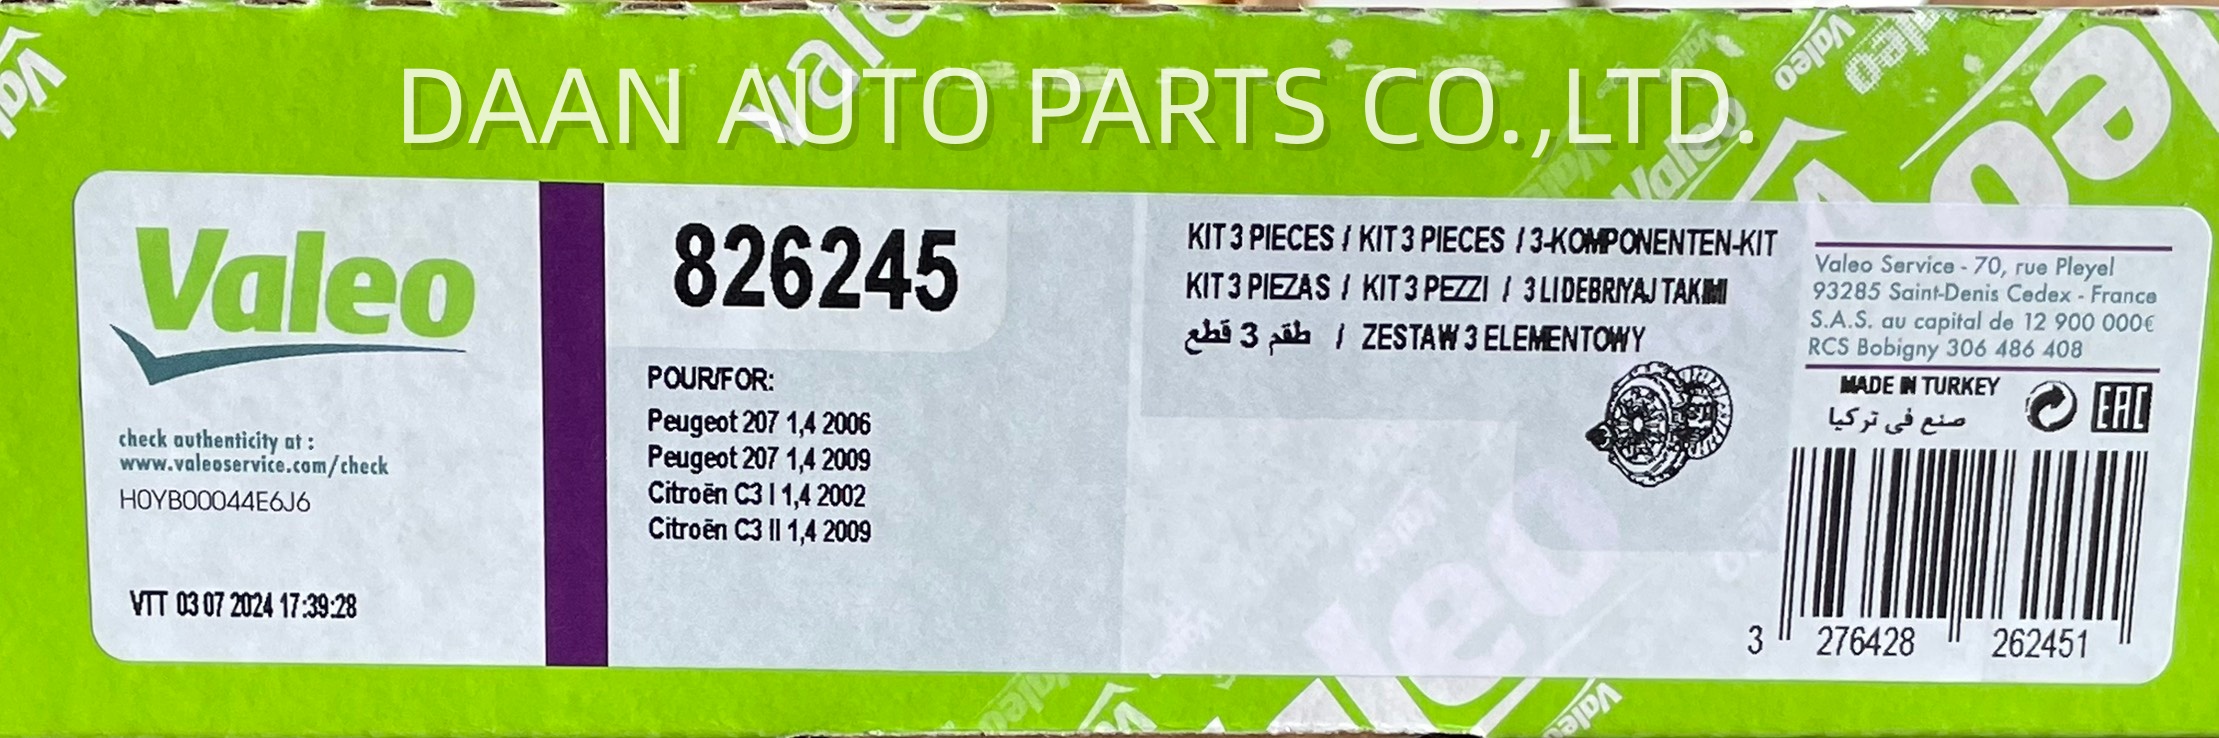 DAAN AUTO PARTS CO.,LTD.
Valeo
check authenticity at :
www.valeoservice.com/check
H0YB00044E6J6
VTT 03 07 2024 17:39:28
826245
POUR/FOR:
Peugeot 207 1,4 2006
Peugeot 207 1,4 2009
Citroën C3 I 1,4 2002
Citroën C3 II 1,4 2009
KIT 3 PIECES / KIT 3 PIECES / 3-KOMPONENTEN-KIT
KIT 3 PIEZAS / KIT 3 PEZZI / 3 LI DEBRIYAJ TAKIMI
طقم 3 قطع / ZESTAW 3 ELEMENTOWY
Valeo Service - 70, rue Pleyel
93285 Saint-Denis Cedex - France
S.A.S. au capital de 12 900 000€
RCS Bobigny 306 486 408
MADE IN TURKEY
صنع في تركيا
EAC
3 276428 262451